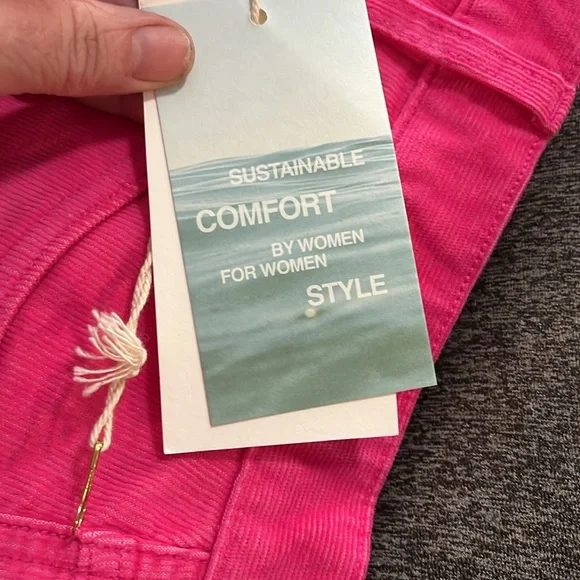 SUSTAINABLE
COMFORT
BY WOMEN
FOR WOMEN
STYLE